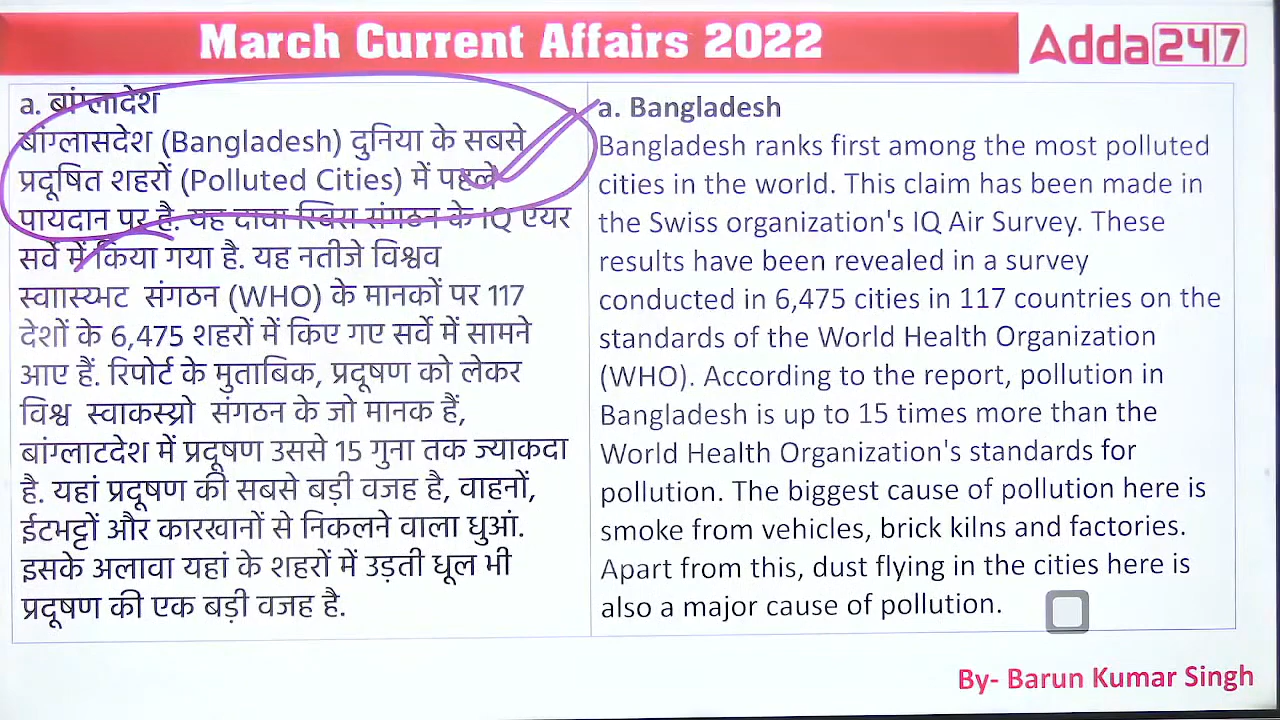 March Current Affairs 2022
Adda247
a. बांग्लादेश
बांग्लासदेश (Bangladesh) दुनिया के सबसे
प्रदूषित शहरों (Polluted Cities) में पहले
पायदान पर है. यह दावा स्विस संगठन के IQ एयर
सर्वे में किया गया है. यह नतीजे विश्वव
संगठन (WHO) के मानकों पर 117
देशों के 6,475 शहरों में किए गए सर्वे में सामने
आए हैं. रिपोर्ट के मुताबिक, प्रदूषण को लेकर
विश्व स्वाकस्थ्रो संगठन के जो मानक हैं,
बांग्लाटदेश में प्रदूषण उससे 15 गुना तक ज्याकदा
है. यहां प्रदूषण की सबसे बड़ी वजह है, वाहनों,
ईटभट्टों और कारखानों से निकलने वाला धुआं.
इसके अलावा यहां के शहरों में उड़ती धूल भी
प्रदूषण की एक बड़ी वजह है.
a. Bangladesh
Bangladesh ranks first among the most polluted
cities in the world. This claim has been made in
the Swiss organization's IQ Air Survey. These
results have been revealed in a survey
conducted in 6,475 cities in 117 countries on the
standards of the World Health Organization
(WHO). According to the report, pollution in
Bangladesh is up to 15 times more than the
World Health Organization's standards for
pollution. The biggest cause of pollution here is
smoke from vehicles, brick kilns and factories.
Apart from this, dust flying in the cities here is
also a major cause of pollution.
By- Barun Kumar Singh